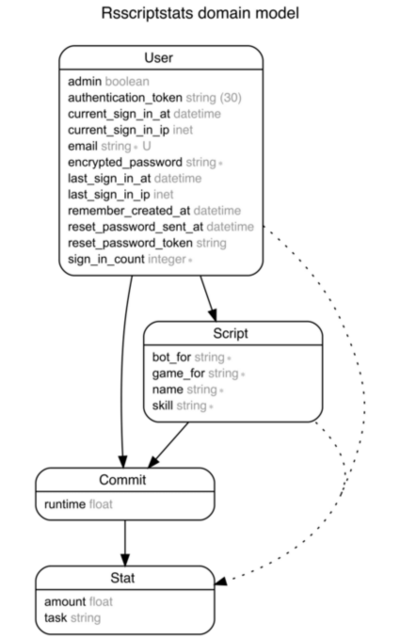 Rsscriptstats domain model
User
admin boolean
authentication_token string (30)
current_sign_in_at datetime
current_sign_in_ip inet
email string * U
encrypted_password string *
last_sign_in_at datetime
last_sign_in_ip inet
remember_created_at datetime
reset_password_sent_at datetime
reset_password_token string
sign_in_count integer *
Script
bot_for string *
game_for string *
name string *
skill string *
Commit
runtime float
Stat
amount float
task string